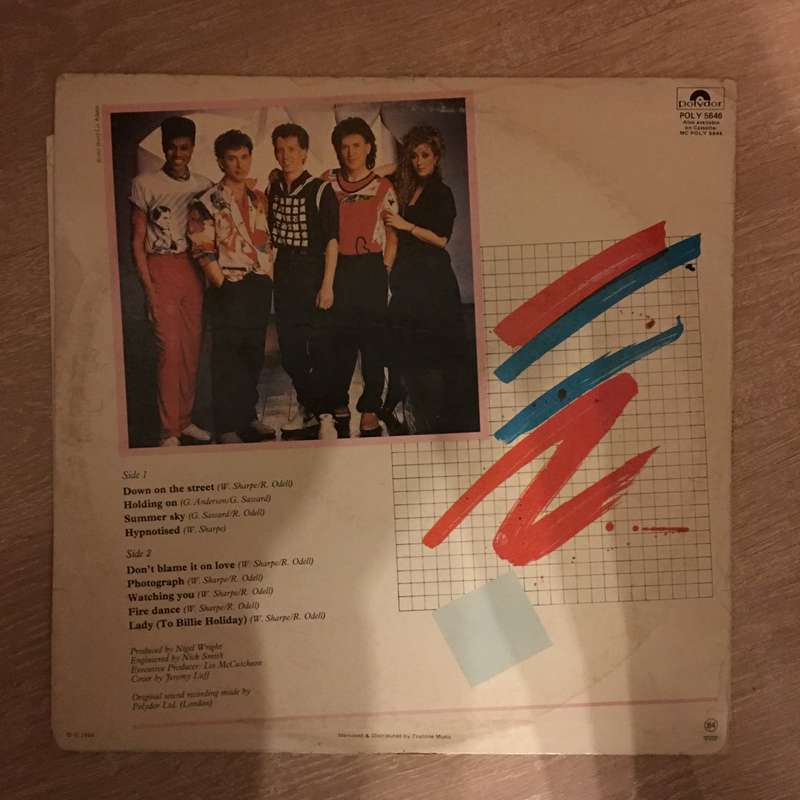 polydor
POLY 5646
Also available
on Cassette:
MC POLY 5646
Side 1
Down on the street (W. Sharpe/R. Odell)
Holding on (G. Anderson/G. Sassard)
Summer sky (G. Sassard/R. Odell)
Hypnotised (W. Sharpe)
Side 2
Don't blame it on love (W. Sharpe/R. Odell)
Photograph (W. Sharpe/R. Odell)
Watching you (W. Sharpe/R. Odell)
Fire dance (W. Sharpe/R. Odell)
Lady (To Billie Holiday) (W. Sharpe/R. Odell)
Produced by Nigel Wright
Engineered by Nick Smith
Executive Producer: Les McCutcheon
Cover by Jeremy Luff
Original sound recording made by
Polydor Ltd. (London)
1984
Marketed & Distributed by Trutone Music